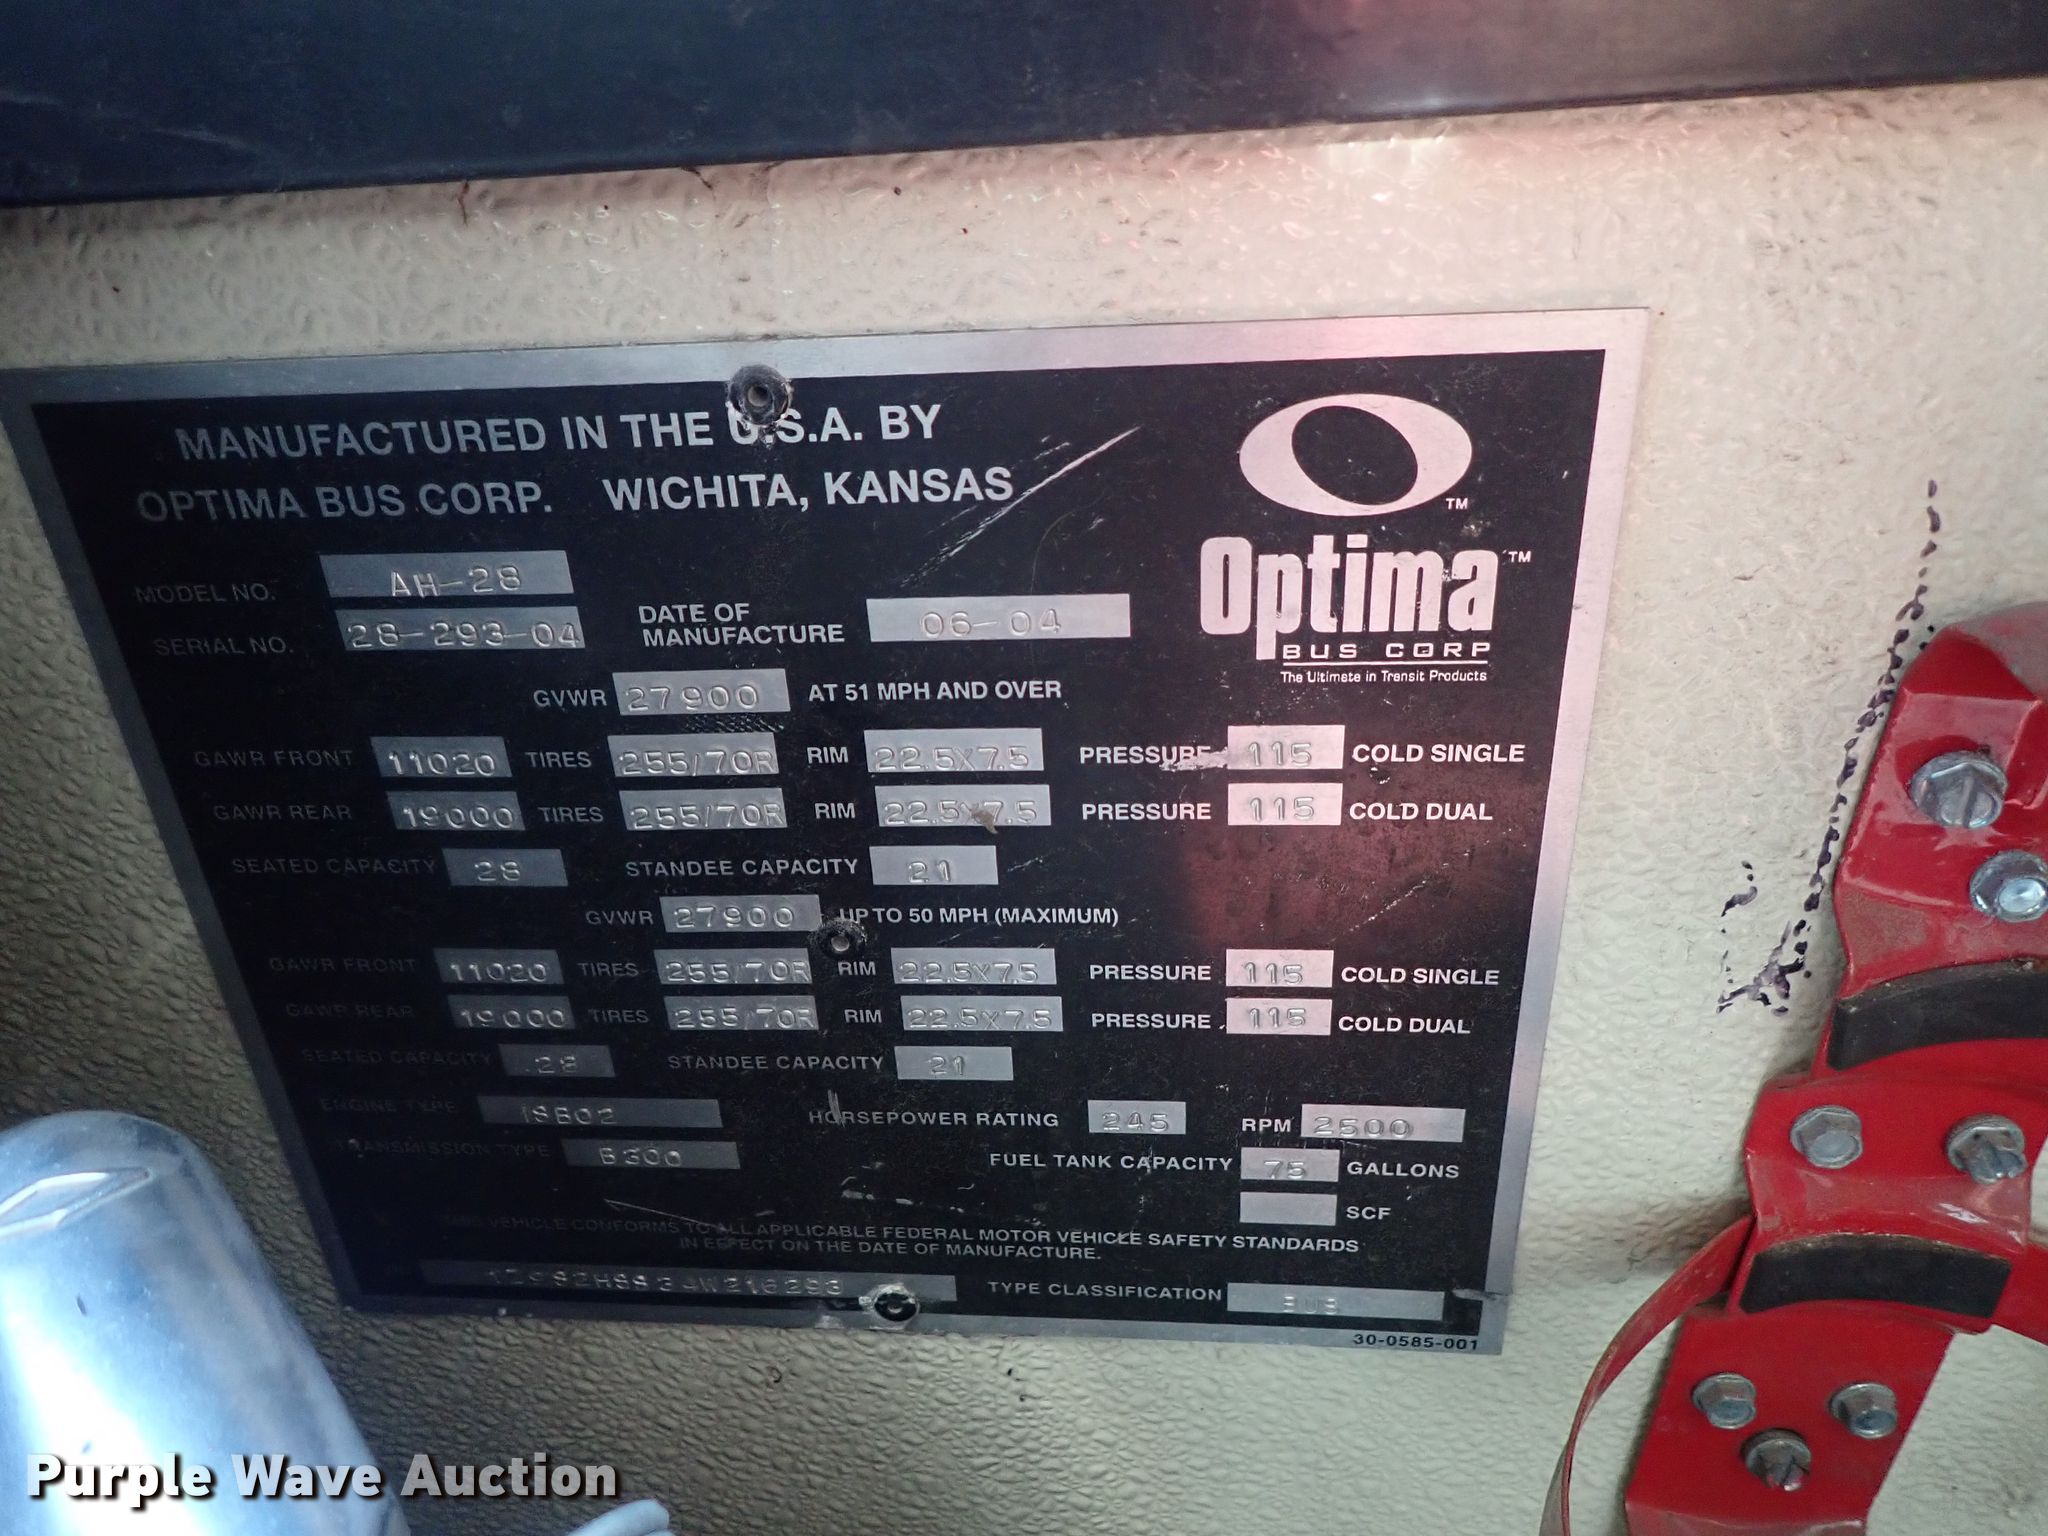 MANUFACTURED IN THE U.S.A. BY
OPTIMA BUS CORP. WICHITA, KANSAS
TM
Optima TM
BUS CORP
The Ultimate in Transit Products
MODEL NO. AH-28
SERIAL NO. 28-293-04 DATE OF MANUFACTURE 06-04
GVWR 27900 AT 51 MPH AND OVER
GAWR FRONT 11020 TIRES 255/70R RIM 22.5X7.5 PRESSURE 115 COLD SINGLE
GAWR REAR 19000 TIRES 255/70R RIM 22.5X7.5 PRESSURE 115 COLD DUAL
SEATED CAPACITY 28 STANDEE CAPACITY 21
GVWR 27900 UP TO 50 MPH (MAXIMUM)
GAWR FRONT 11020 TIRES 255/70R RIM 22.5X7.5 PRESSURE 115 COLD SINGLE
GAWR REAR 19000 TIRES 255/70R RIM 22.5X7.5 PRESSURE 115 COLD DUAL
SEATED CAPACITY 28 STANDEE CAPACITY 21
ENGINE TYPE ISB02 HORSEPOWER RATING 245 RPM 2500
TRANSMISSION TYPE B300 FUEL TANK CAPACITY 75 GALLONS
SCF
THIS VEHICLE CONFORMS TO ALL APPLICABLE FEDERAL MOTOR VEHICLE SAFETY STANDARDS
IN EFFECT ON THE DATE OF MANUFACTURE.
TYPE CLASSIFICATION BUS
30-0585-001
Purple Wave Auction